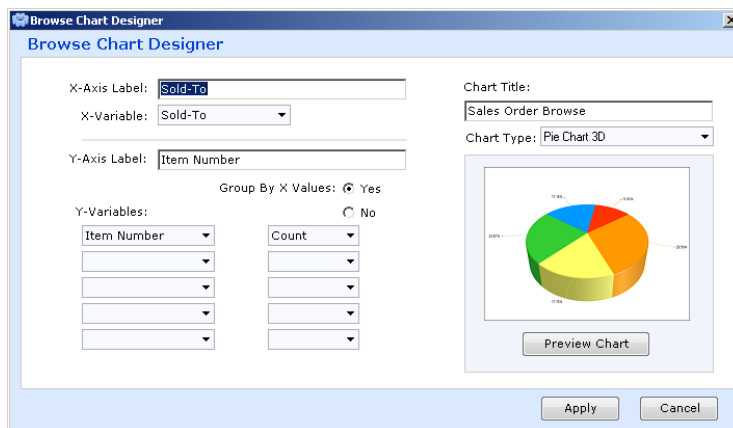 Browse Chart Designer
Browse Chart Designer
X-Axis Label: Sold-To
X-Variable: Sold-To
Y-Axis Label: Item Number
Group By X Values: Yes
No
Y-Variables:
Item Number Count
Chart Title:
Sales Order Browse
Chart Type: Pie Chart 3D
Preview Chart
Apply Cancel